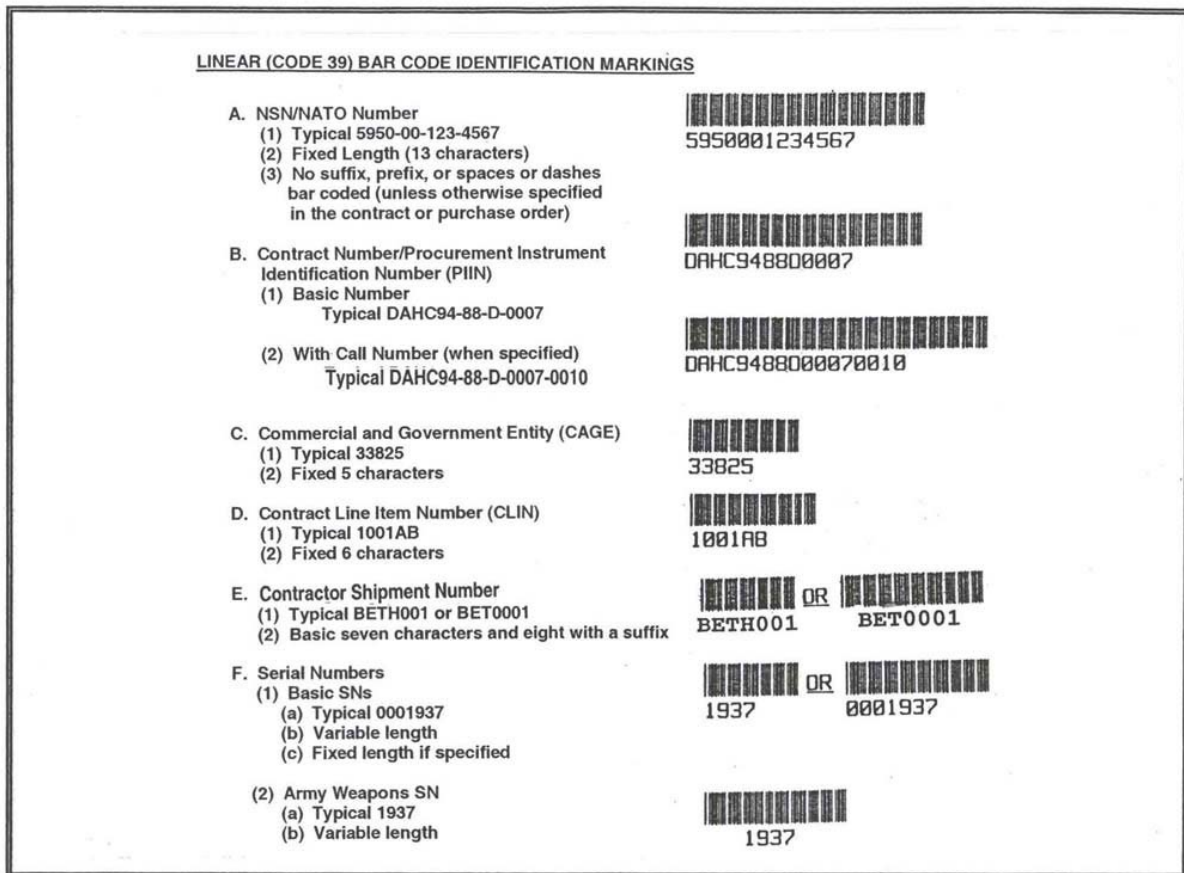 LINEAR (CODE 39) BAR CODE IDENTIFICATION MARKINGS
A. NSN/NATO Number
(1) Typical 5950-00-123-4567
(2) Fixed Length (13 characters)
(3) No suffix, prefix, or spaces or dashes
bar coded (unless otherwise specified
in the contract or purchase order)
5950001234567
B. Contract Number/Procurement Instrument
Identification Number (PIIN)
(1) Basic Number
Typical DAHC94-88-D-0007
DAHC9488D0007
(2) With Call Number (when specified)
Typical DAHC94-88-D-0007-0010
DAHC9488D00070010
C. Commercial and Government Entity (CAGE)
(1) Typical 33825
(2) Fixed 5 characters
33825
D. Contract Line Item Number (CLIN)
(1) Typical 1001AB
(2) Fixed 6 characters
1001AB
E. Contractor Shipment Number
(1) Typical BETH001 or BET0001
(2) Basic seven characters and eight with a suffix
OR
BETH001 BET0001
F. Serial Numbers
(1) Basic SNs
(a) Typical 0001937
(b) Variable length
(c) Fixed length if specified
OR
1937 0001937
(2) Army Weapons SN
(a) Typical 1937
(b) Variable length
1937